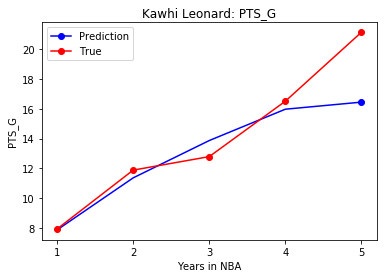 Kawhi Leonard: PTS_G
Prediction
True
PTS_G
20
18
16
14
12
10
8
1 2 3 4 5
Years in NBA